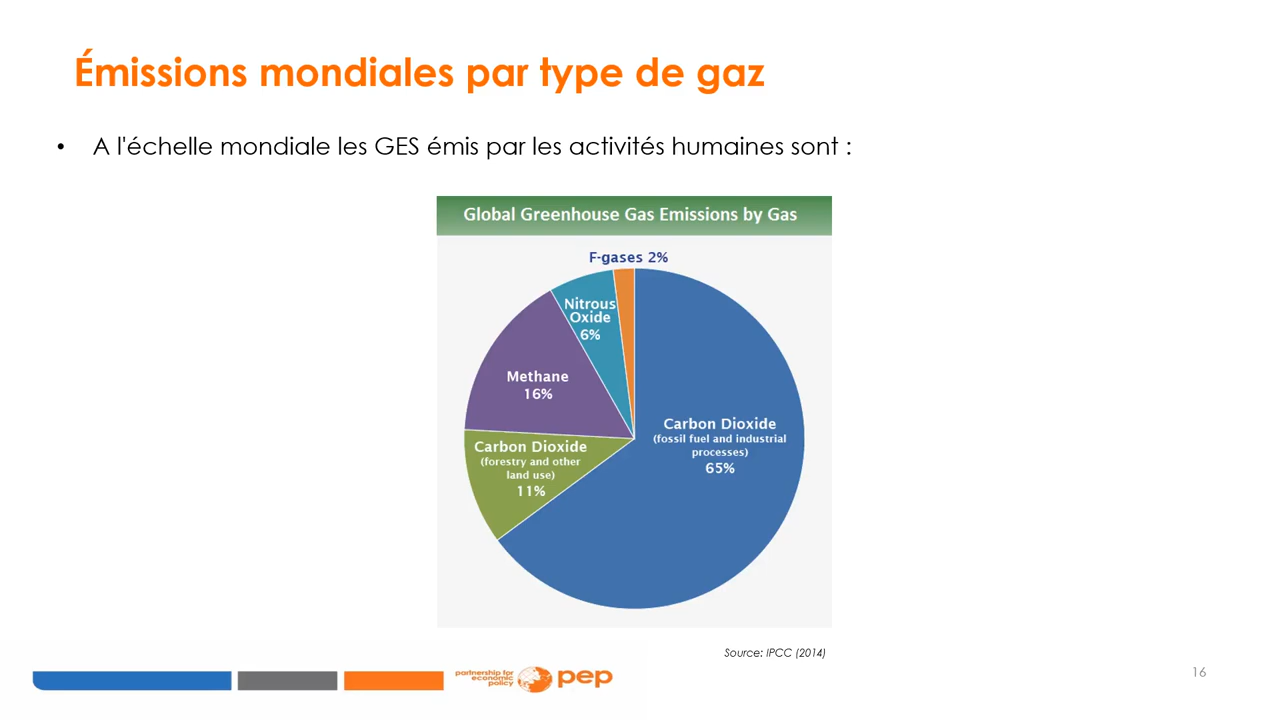 Émissions mondiales par type de gaz
• A l'échelle mondiale les GES émis par les activités humaines sont :
Global Greenhouse Gas Emissions by Gas
F-gases 2%
Nitrous
Oxide
6%
Methane
16%
Carbon Dioxide
(forestry and other
land use)
11%
Carbon Dioxide
(fossil fuel and industrial
processes)
65%
Source: IPCC (2014)
partnership for
economic
policy
pep
16